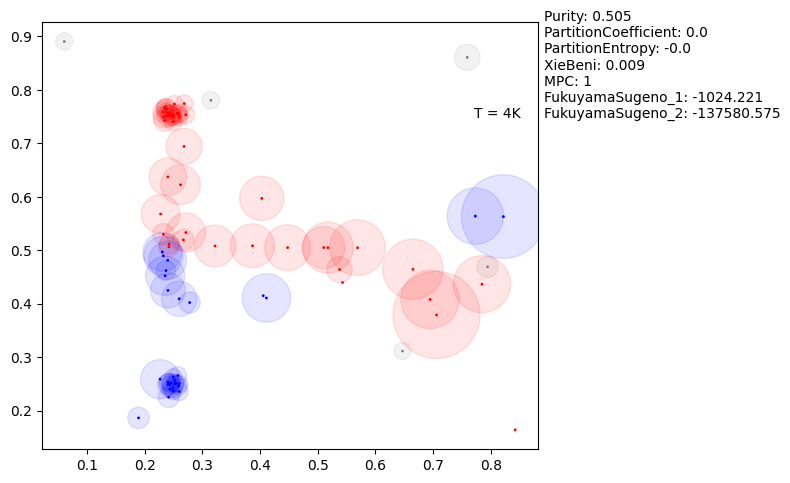 Purity: 0.505
PartitionCoefficient: 0.0
PartitionEntropy: -0.0
XieBeni: 0.009
MPC: 1
FukuyamaSugeno_1: -1024.221
FukuyamaSugeno_2: -137580.575
T = 4K
0.9
0.8
0.7
0.6
0.5
0.4
0.3
0.2
0.1 0.2 0.3 0.4 0.5 0.6 0.7 0.8